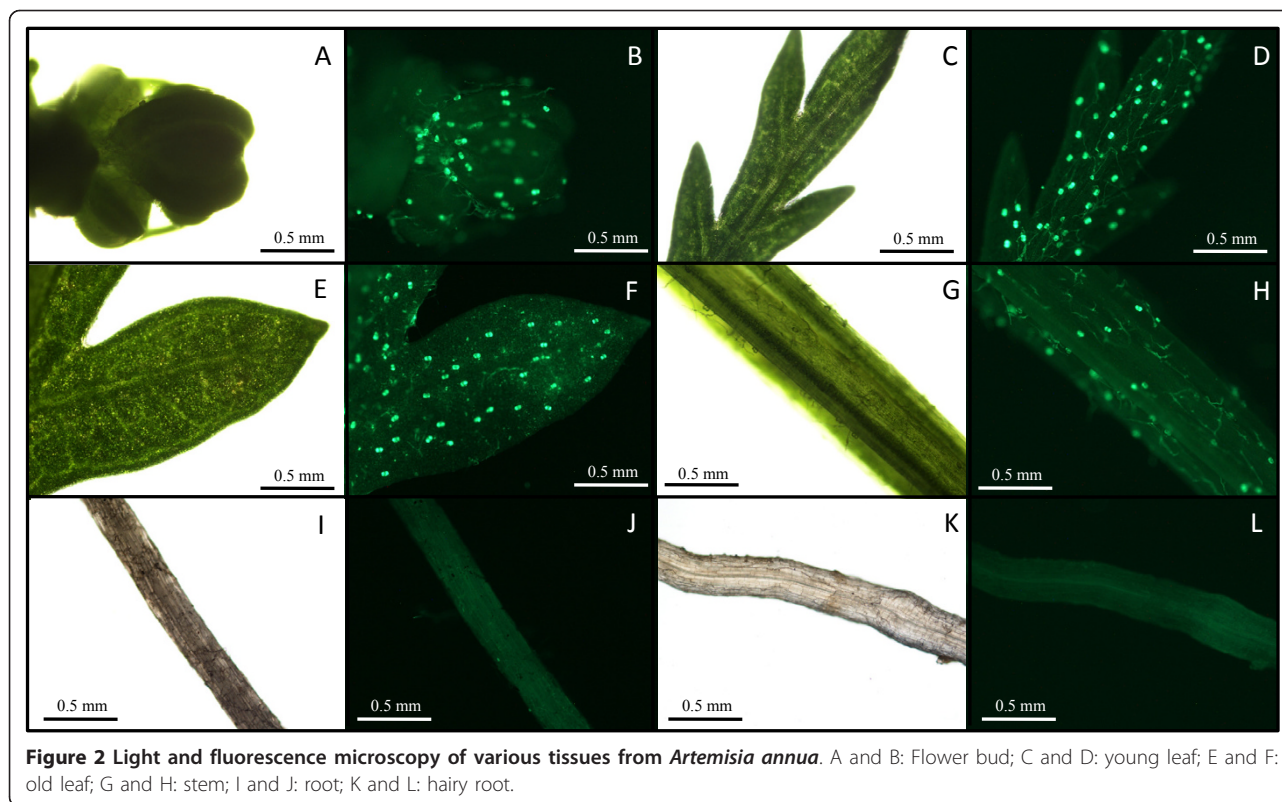 A
0.5 mm
B
0.5 mm
C
0.5 mm
D
0.5 mm
E
0.5 mm
F
0.5 mm
G
0.5 mm
H
0.5 mm
I
0.5 mm
J
0.5 mm
K
0.5 mm
L
0.5 mm
Figure 2 Light and fluorescence microscopy of various tissues from Artemisia annua. A and B: Flower bud; C and D: young leaf; E and F:
old leaf; G and H: stem; I and J: root; K and L: hairy root.